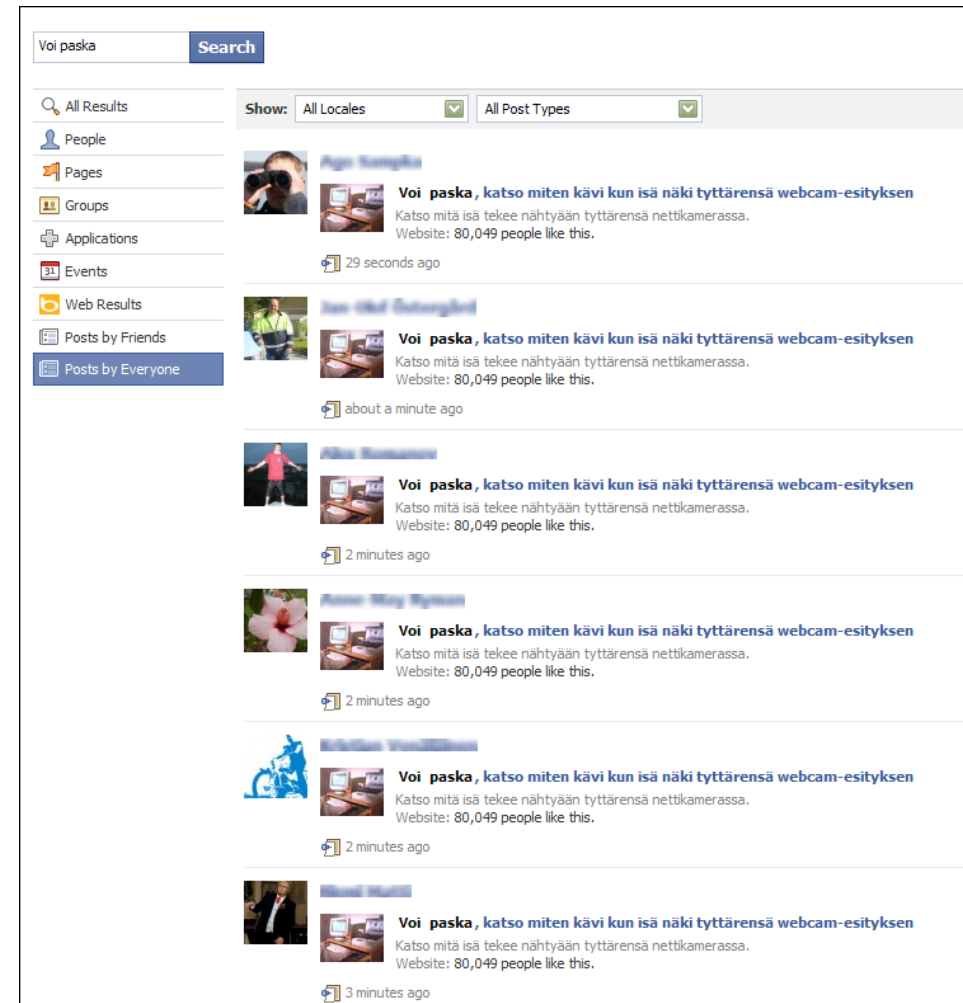 Voi paska Search
All Results
People
Pages
Groups
Applications
31 Events
Web Results
Posts by Friends
Posts by Everyone
Show: All Locales All Post Types
Voi paska, katso miten kävi kun isä näki tyttärensä webcam-esityksen
Katso mitä isä tekee nähtyään tyttärensä nettikamerassa.
Website: 80,049 people like this.
29 seconds ago
Voi paska, katso miten kävi kun isä näki tyttärensä webcam-esityksen
Katso mitä isä tekee nähtyään tyttärensä nettikamerassa.
Website: 80,049 people like this.
about a minute ago
Voi paska, katso miten kävi kun isä näki tyttärensä webcam-esityksen
Katso mitä isä tekee nähtyään tyttärensä nettikamerassa.
Website: 80,049 people like this.
2 minutes ago
Voi paska, katso miten kävi kun isä näki tyttärensä webcam-esityksen
Katso mitä isä tekee nähtyään tyttärensä nettikamerassa.
Website: 80,049 people like this.
2 minutes ago
Voi paska, katso miten kävi kun isä näki tyttärensä webcam-esityksen
Katso mitä isä tekee nähtyään tyttärensä nettikamerassa.
Website: 80,049 people like this.
2 minutes ago
Voi paska, katso miten kävi kun isä näki tyttärensä webcam-esityksen
Katso mitä isä tekee nähtyään tyttärensä nettikamerassa.
Website: 80,049 people like this.
3 minutes ago